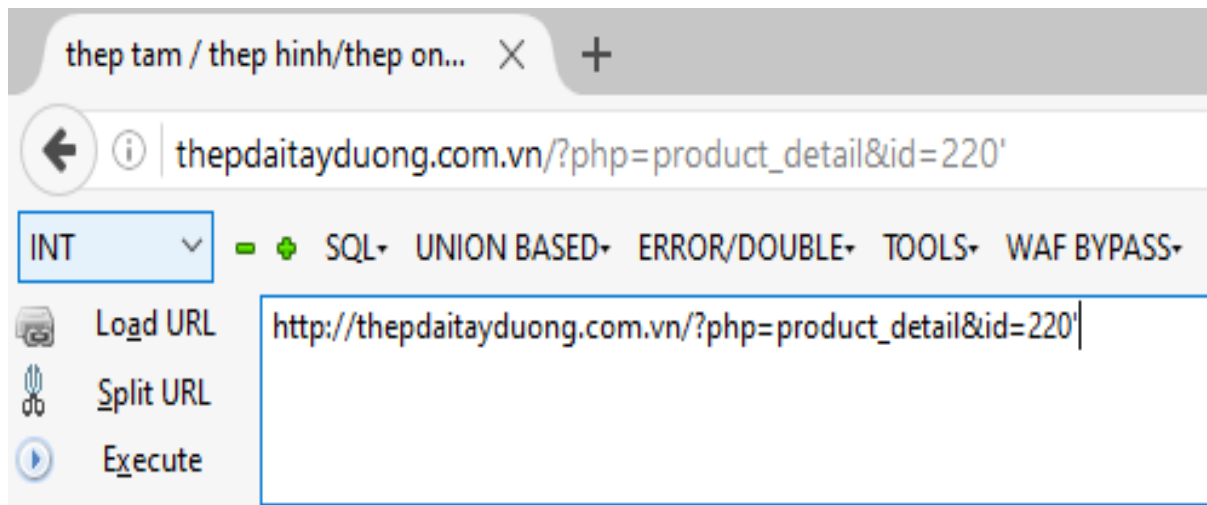 thep tam / thep hinh/thep on...
thepdaitayduong.com.vn/?php=product_detail&id=220'
INT SQL UNION BASED ERROR/DOUBLE TOOLS WAF BYPASS
Load URL http://thepdaitayduong.com.vn/?php=product_detail&id=220'
Split URL
Execute